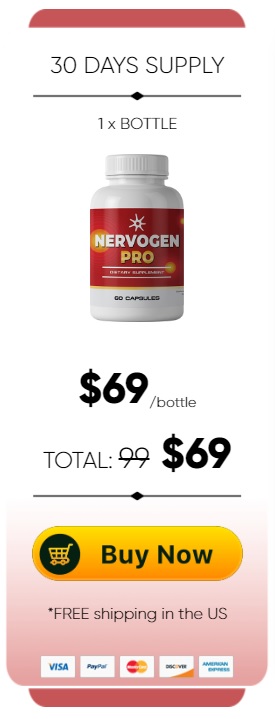 30 DAYS SUPPLY
1 x BOTTLE
NERVOGEN
PRO
DIETARY SUPPLEMENT
60 CAPSULES
$69 /bottle
TOTAL: 99 $69
Buy Now
*FREE shipping in the US
VISA PayPal MasterCard DISCOVER AMERICAN EXPRESS